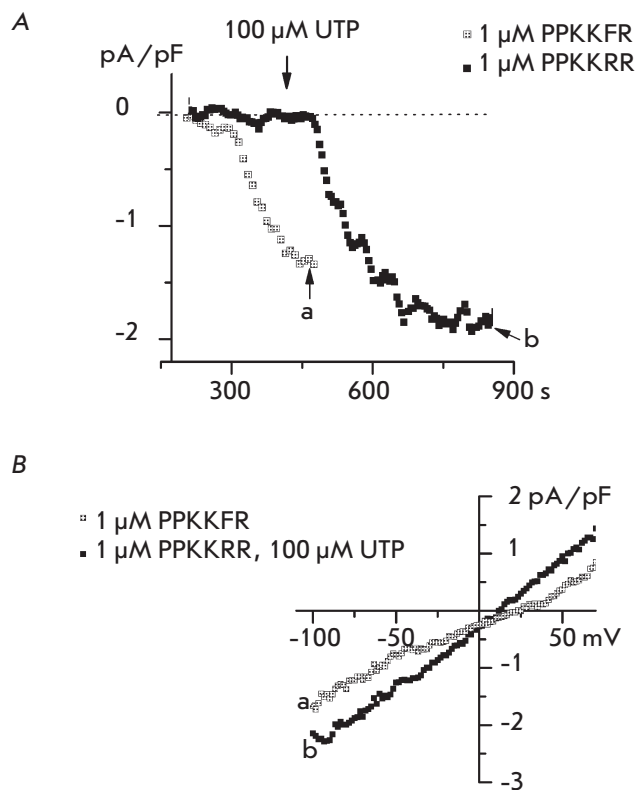 A
pA/pF
100 µM UTP
1 µM PPKKFR
1 µM PPKKRR
0
-1
-2
a
b
300
600
900 s
B
1 µM PPKKFR
1 µM PPKKRR, 100 µM UTP
2 pA/pF
1
-100
-50
0
50 mV
-1
-2
-3
a
b